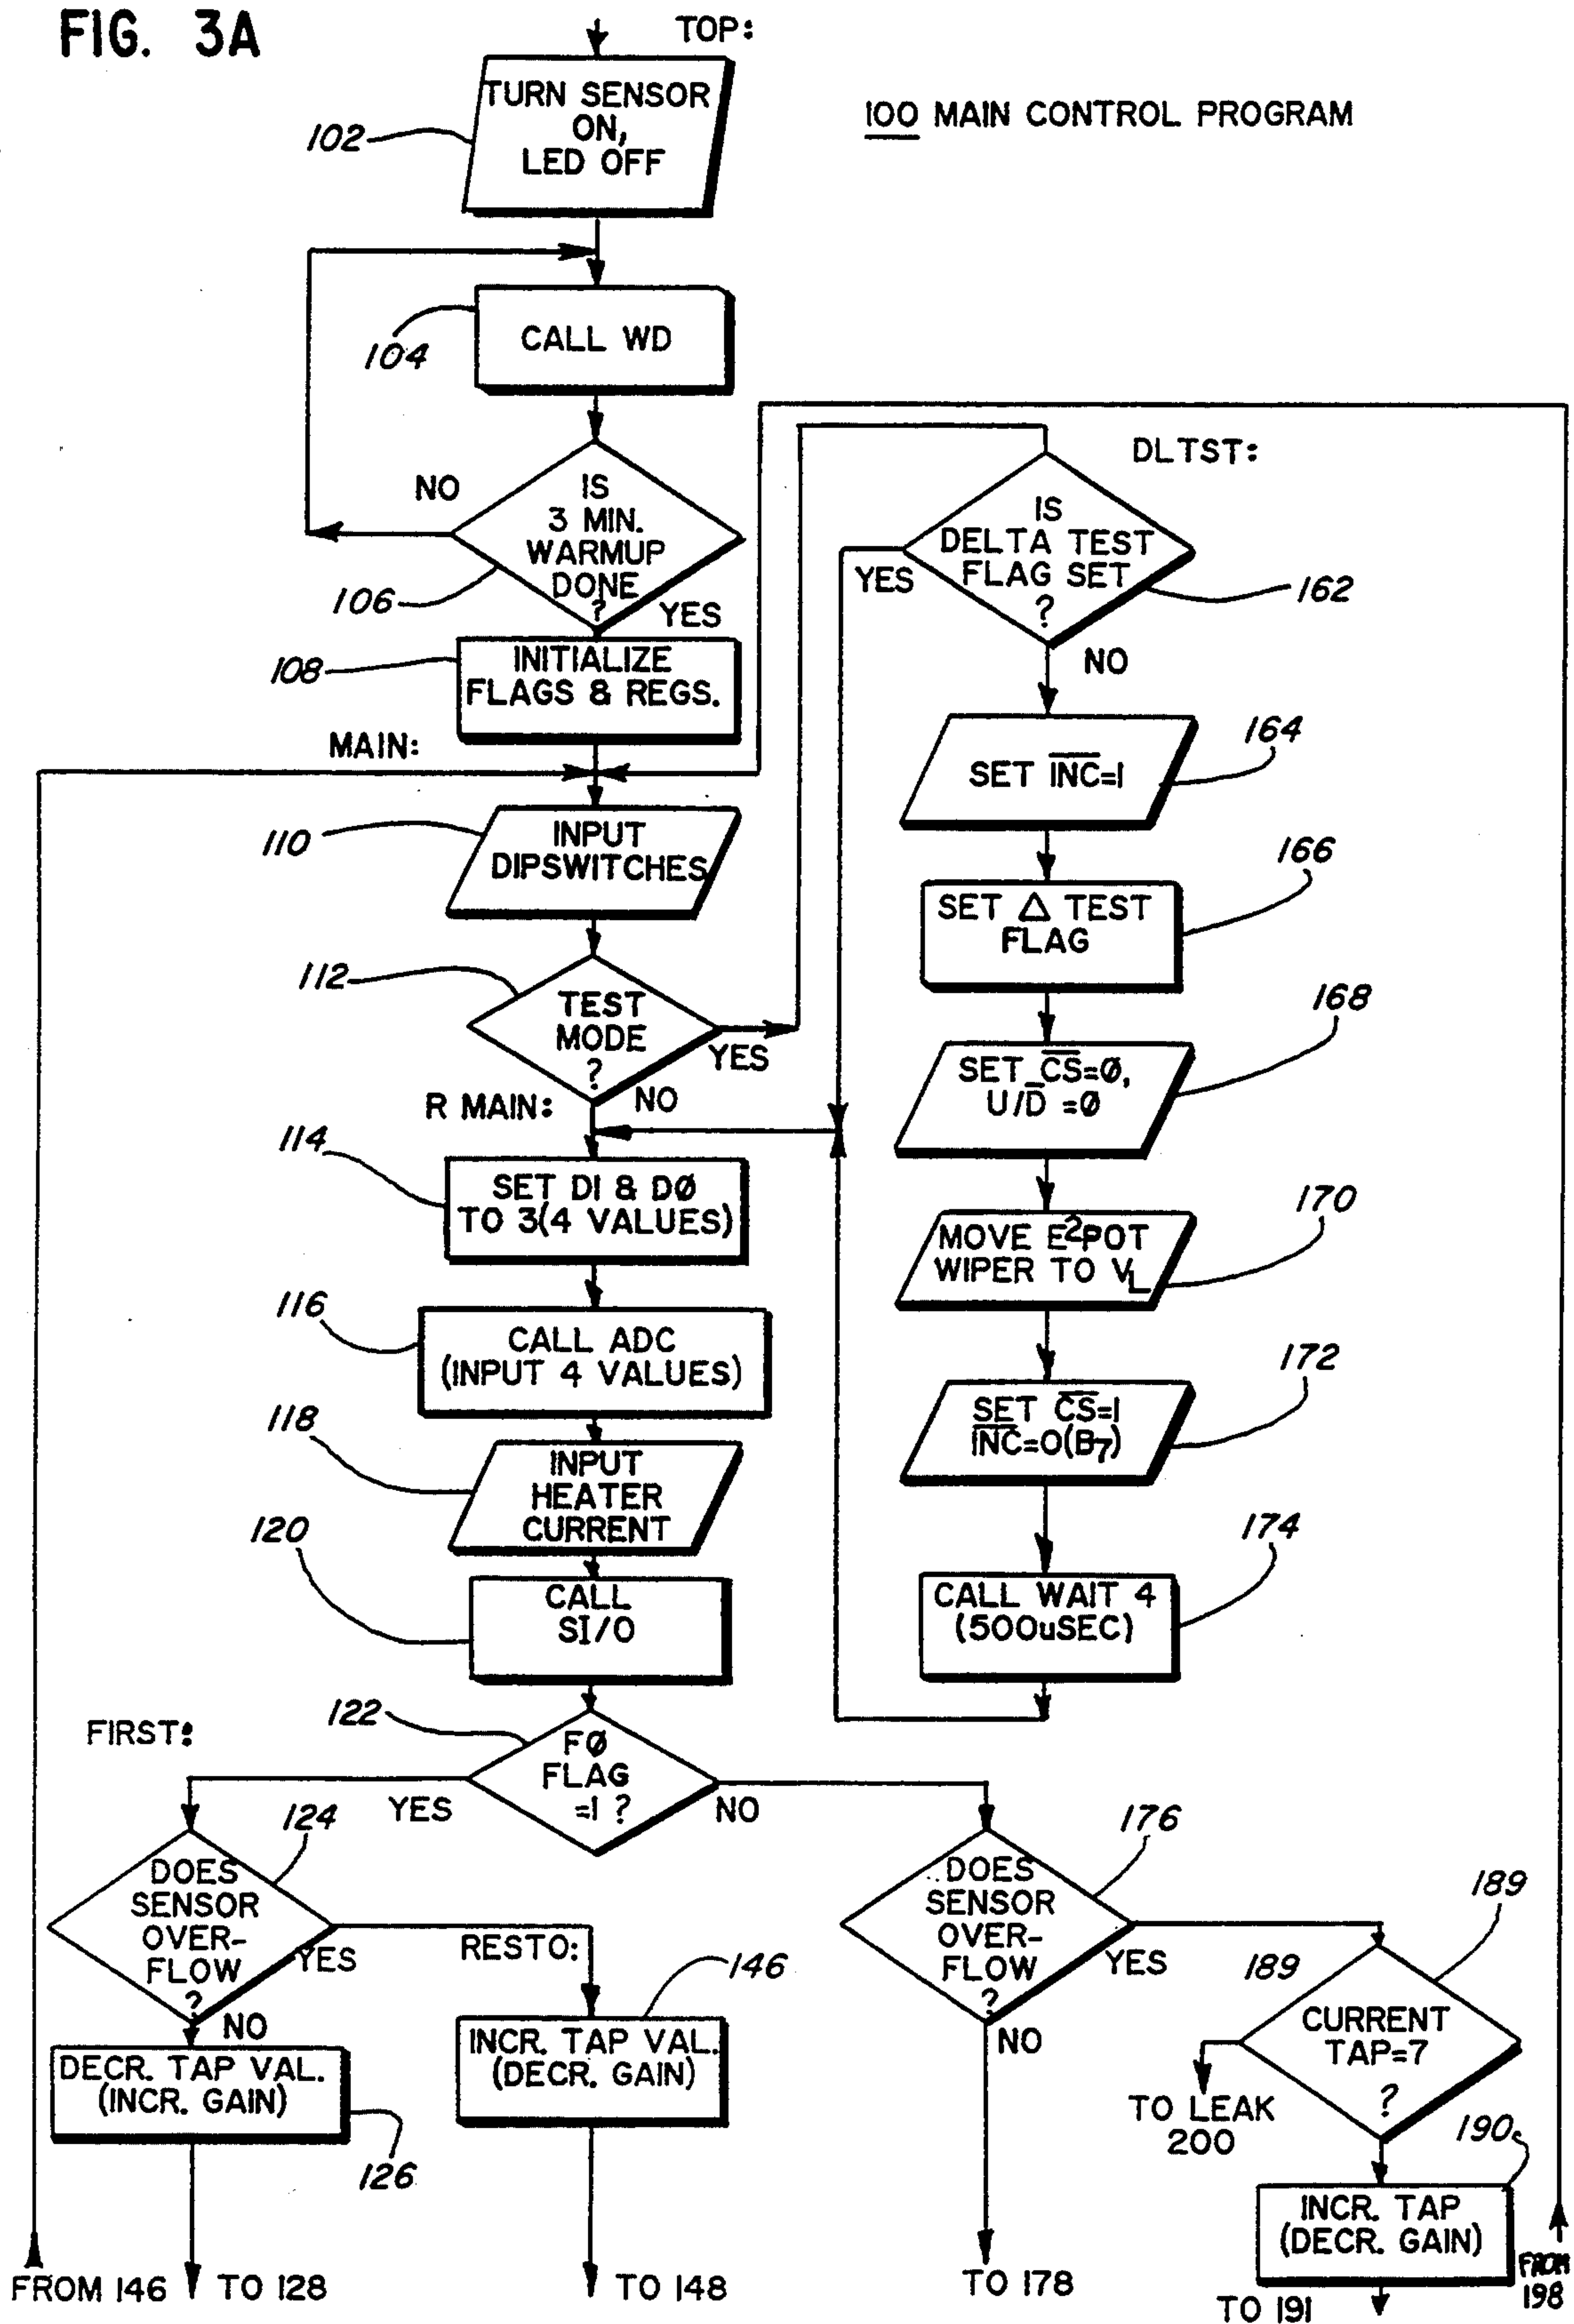 FIG. 3A
TOP:
100 MAIN CONTROL PROGRAM
TURN SENSOR
ON,
LED OFF
102
CALL WD
104
NO
IS
3 MIN.
WARMUP
DONE
?
106
YES
INITIALIZE
FLAGS & REGS.
108
MAIN:
INPUT
DIPSWITCHES
110
112
TEST
MODE
?
YES
R MAIN:
NO
114
SET D1 & DØ
TO 3(4 VALUES)
116
CALL ADC
(INPUT 4 VALUES)
118
INPUT
HEATER
CURRENT
120
CALL
SI/O
DLTST:
IS
DELTA TEST
FLAG SET
?
YES
162
NO
164
SET I̅N̅C̅=1
166
SET △ TEST
FLAG
168
SET C̅S̅=Ø,
U/D̅ =Ø
170
MOVE E²POT
WIPER TO VL
172
SET C̅S̅=1
I̅N̅C̅=0(B7)
174
CALL WAIT 4
(500uSEC)
FIRST:
122
FØ
FLAG
=1 ?
YES
NO
124
DOES
SENSOR
OVER-
FLOW
?
YES
NO
RESTO:
146
DECR. TAP VAL.
(INCR. GAIN)
126
INCR. TAP VAL.
(DECR. GAIN)
176
DOES
SENSOR
OVER-
FLOW
?
YES
NO
189
189
CURRENT
TAP=7
?
TO LEAK
200
190
INCR. TAP
(DECR. GAIN)
FROM 146
TO 128
TO 148
TO 178
TO 191
FROM
198